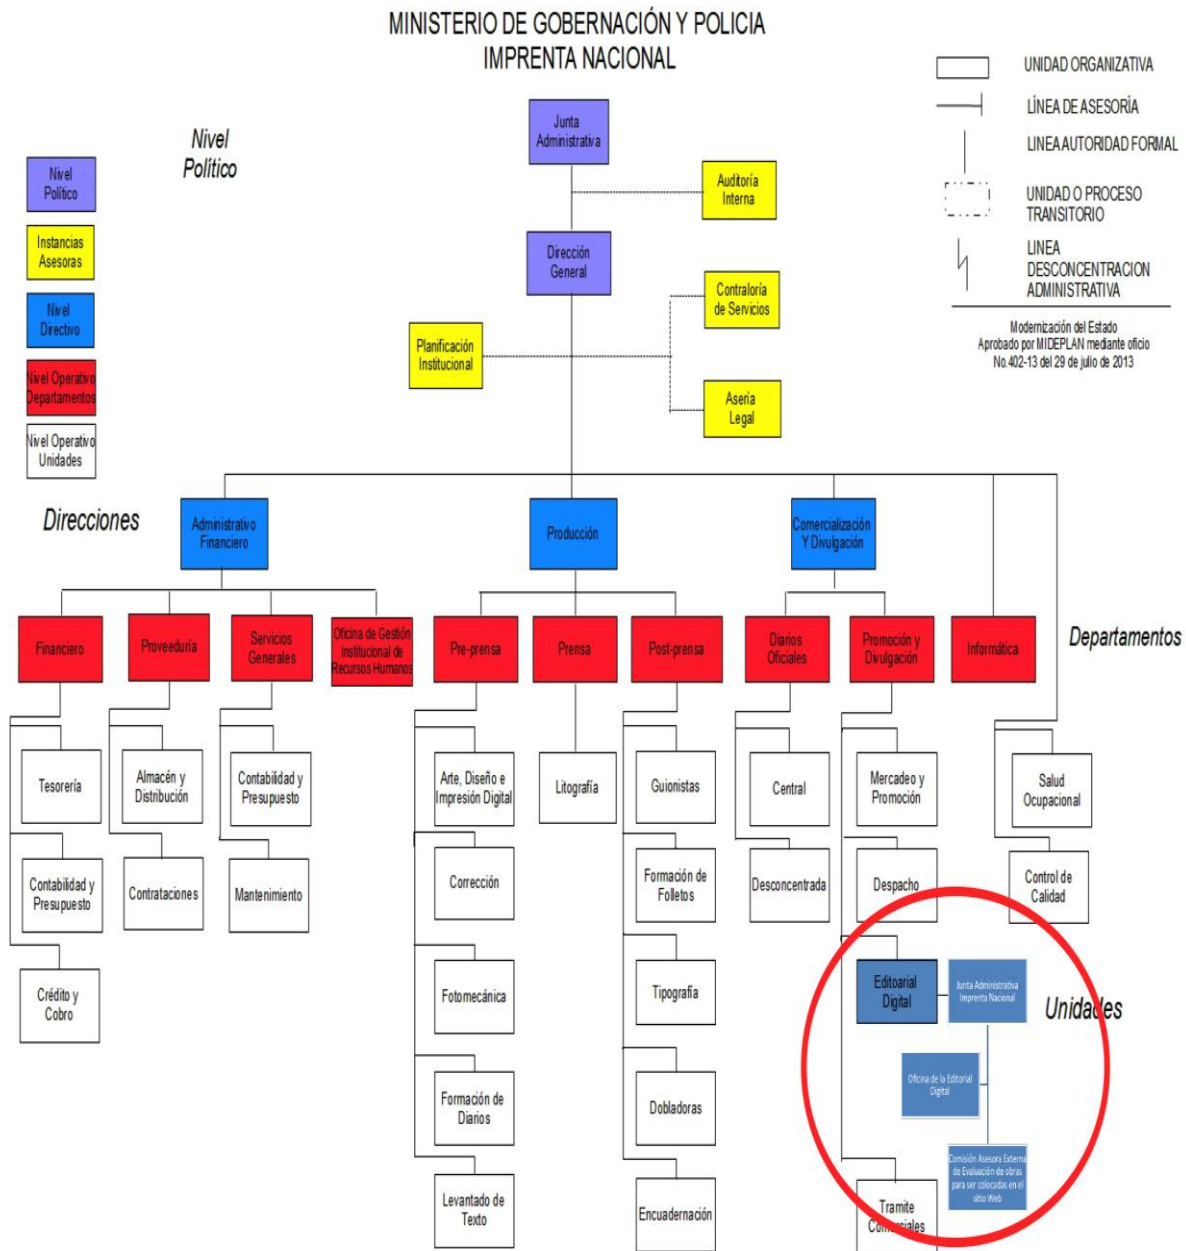 MINISTERIO DE GOBERNACIÓN Y POLICIA
IMPRENTA NACIONAL
UNIDAD ORGANIZATIVA
LÍNEA DE ASESORÍA
LINEA AUTORIDAD FORMAL
UNIDAD O PROCESO
TRANSITORIO
LINEA
DESCONCENTRACION
ADMINISTRATIVA
Modernización del Estado
Aprobado por MIDEPLAN mediante oficio
No.402-13 del 29 de julio de 2013
Nivel
Político
Nivel
Político
Instancias
Asesoras
Nivel
Directivo
Nivel Operativo
Departamentos
Nivel Operativo
Unidades
Junta
Administrativa
Auditoría
Interna
Dirección
General
Contraloría
de Servicios
Planificación
Institucional
Asería
Legal
Direcciones
Administrativo
Financiero
Producción
Comercialización
Y Divulgación
Financiero
Proveeduría
Servicios
Generales
Oficina de Gestión
institucional de
Recursos Humanos
Pre-prensa
Prensa
Post-prensa
Diarios
Oficiales
Promoción y
Divulgación
Informática
Departamentos
Tesorería
Almacén y
Distribución
Contabilidad y
Presupuesto
Arte, Diseño e
Impresión Digital
Litografía
Guionistas
Central
Mercadeo y
Promoción
Salud
Ocupacional
Contabilidad y
Presupuesto
Contrataciones
Mantenimiento
Corrección
Formación de
Folletos
Desconcentrada
Despacho
Control de
Calidad
Crédito y
Cobro
Fotomecánica
Tipografía
Editoarial
Digital
Junta Administrativa
Imprenta Nacional
Unidades
Formación de
Diarios
Dobladoras
Oficina de la Editorial
Digital
Levantado de
Texto
Encuadernación
Tramite
Comerciales
Comisión Asesora Externa
de Evaluación de obras
para ser colocadas en el
sitio Web